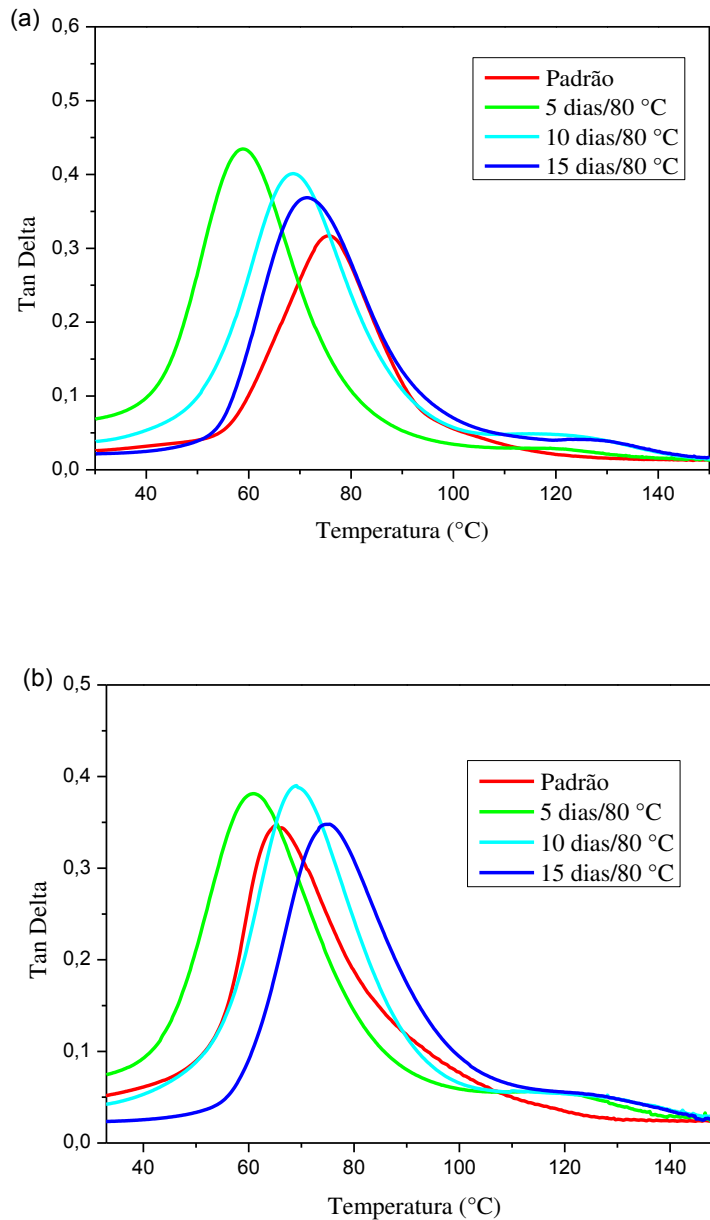 (a)
0,6
0,5
0,4
0,3
0,2
0,1
0,0
Tan Delta
Padrão
5 dias/80 °C
10 dias/80 °C
15 dias/80 °C
40 60 80 100 120 140
Temperatura (°C)
(b)
0,5
0,4
0,3
0,2
0,1
0,0
Tan Delta
Padrão
5 dias/80 °C
10 dias/80 °C
15 dias/80 °C
40 60 80 100 120 140
Temperatura (°C)